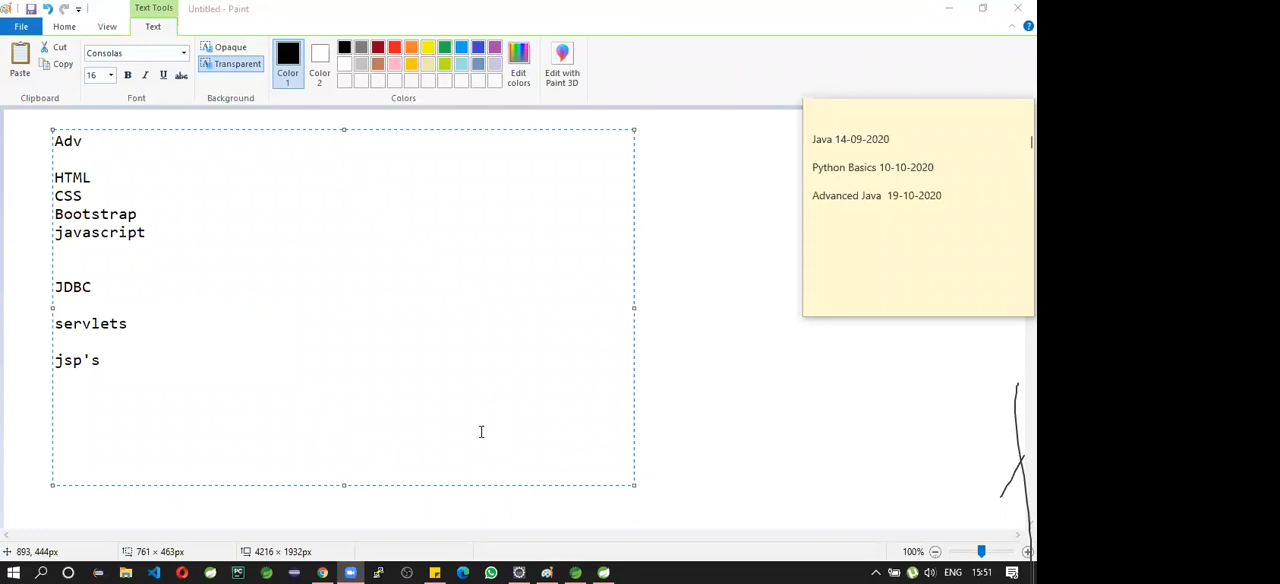 Text Tools
Untitled - Paint
File
Home
View
Text
Paste
Cut
Copy
Clipboard
Consolas
16
B
I
U
abc
Font
Opaque
Transparent
Background
Color 1
Color 2
Colors
Edit colors
Edit with Paint 3D
Adv
HTML
CSS
Bootstrap
javascript
JDBC
servlets
jsp's
Java 14-09-2020
Python Basics 10-10-2020
Advanced Java 19-10-2020
893, 444px
761 × 463px
4216 × 1932px
100%
ENG
15:51